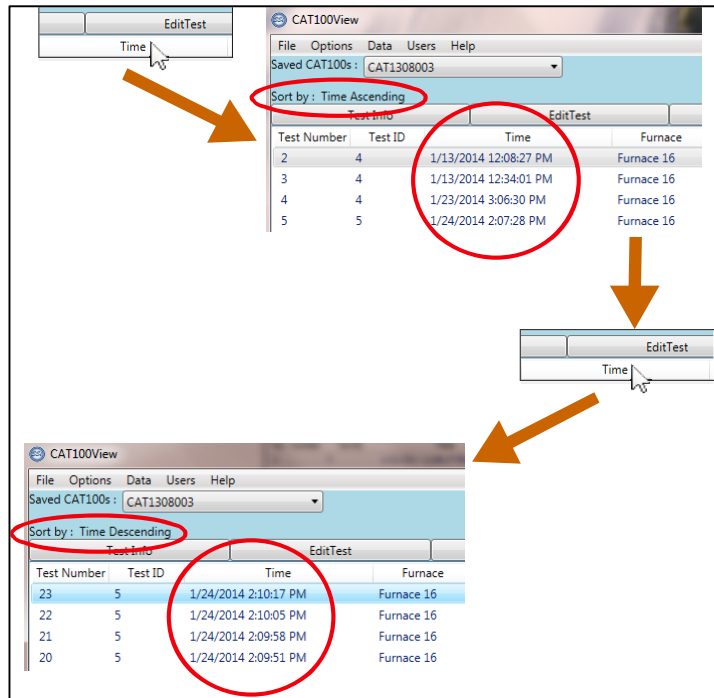 EditTest
Time
CAT100View
File Options Data Users Help
Saved CAT100s : CAT1308003
Sort by : Time Ascending
Test Info EditTest
Test Number Test ID Time Furnace
2 4 1/13/2014 12:08:27 PM Furnace 16
3 4 1/13/2014 12:34:01 PM Furnace 16
4 4 1/23/2014 3:06:30 PM Furnace 16
5 5 1/24/2014 2:07:28 PM Furnace 16
EditTest
Time
CAT100View
File Options Data Users Help
Saved CAT100s : CAT1308003
Sort by : Time Descending
Test Info EditTest
Test Number Test ID Time Furnace
23 5 1/24/2014 2:10:17 PM Furnace 16
22 5 1/24/2014 2:10:05 PM Furnace 16
21 5 1/24/2014 2:09:58 PM Furnace 16
20 5 1/24/2014 2:09:51 PM Furnace 16